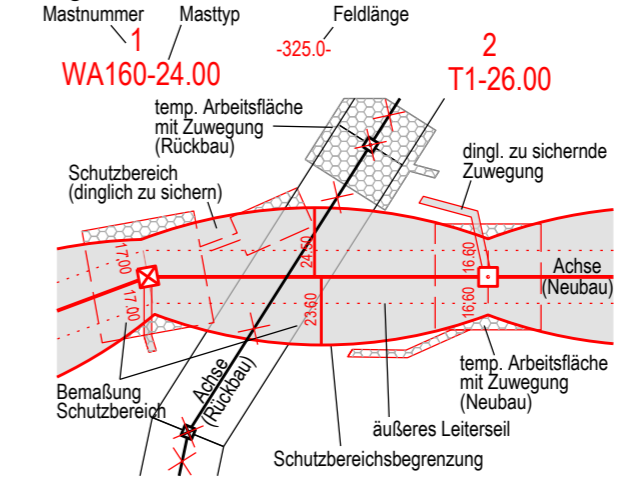 Mastnummer
Masttyp
Feldlänge
1
WA160-24.00
-325.0-
2
T1-26.00
temp. Arbeitsfläche
mit Zuwegung
(Rückbau)
dingl. zu sichernde
Zuwegung
Schutzbereich
(dinglich zu sichern)
17.00
17.00
24.50
23.60
16.60
16.60
Achse
(Neubau)
Achse
(Rückbau)
Bemaßung
Schutzbereich
temp. Arbeitsfläche
mit Zuwegung
(Neubau)
äußeres Leiterseil
Schutzbereichsbegrenzung